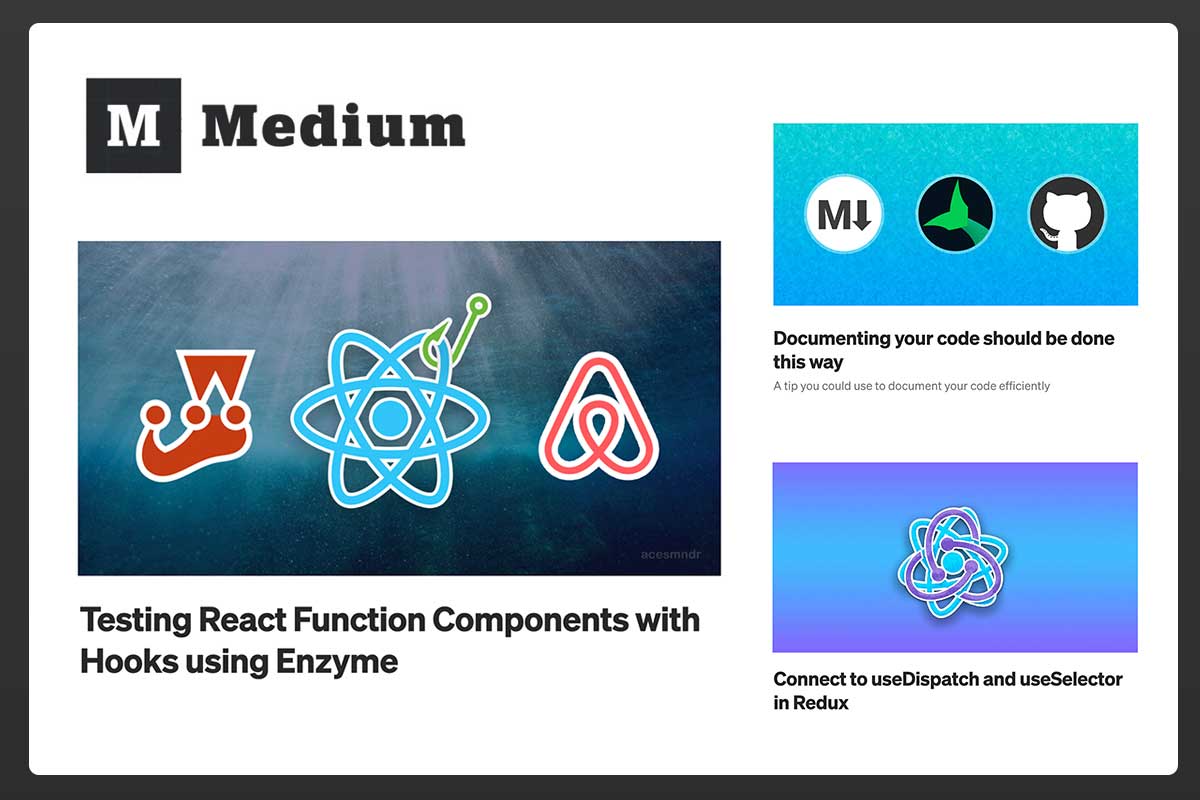 M Medium
acesmndr
Testing React Function Components with
Hooks using Enzyme
M
Documenting your code should be done
this way
A tip you could use to document your code efficiently
Connect to useDispatch and useSelector
in Redux